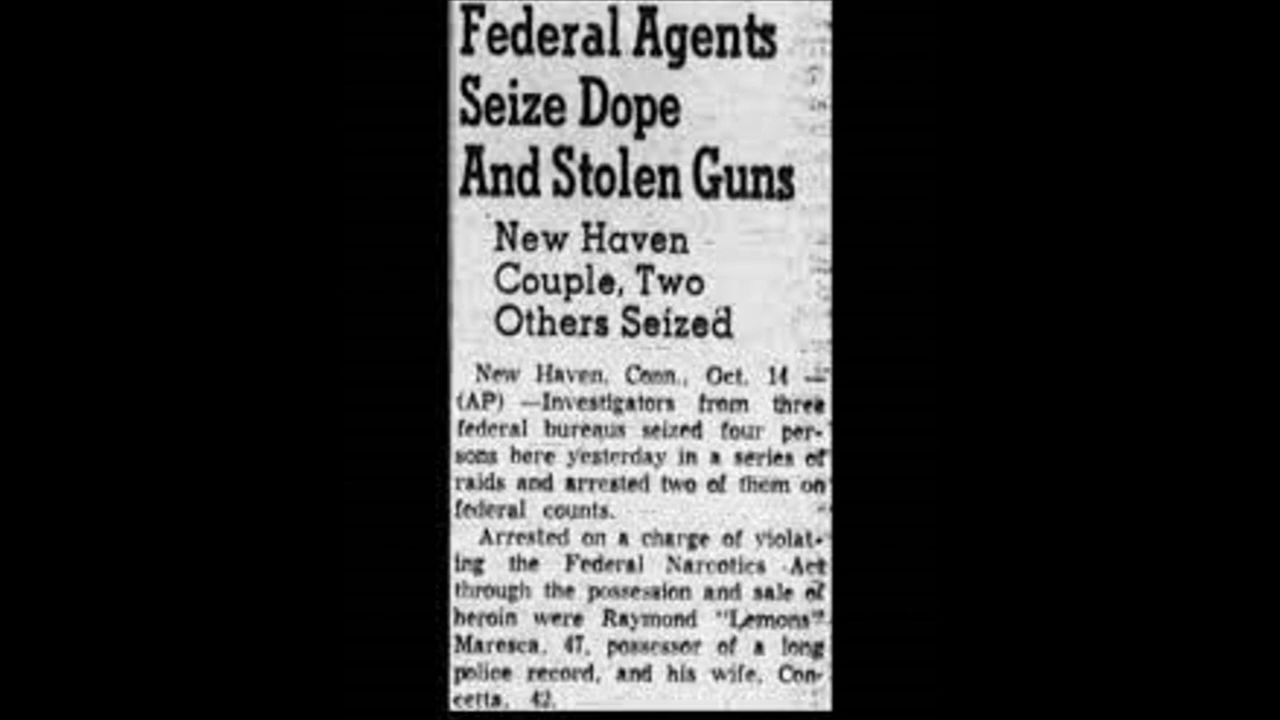 Federal Agents
Seize Dope
And Stolen Guns
New Haven
Couple, Two
Others Seized
New Haven, Conn., Oct. 14 —
(AP) —Investigators from three
federal bureaus seized four per-
sons here yesterday in a series of
raids and arrested two of them on
federal counts.
Arrested on a charge of violat-
ing the Federal Narcotics Act
through the possession and sale of
heroin were Raymond "Lemons"
Maresca, 47, possessor of a long
police record, and his wife, Con-
cetta, 42.